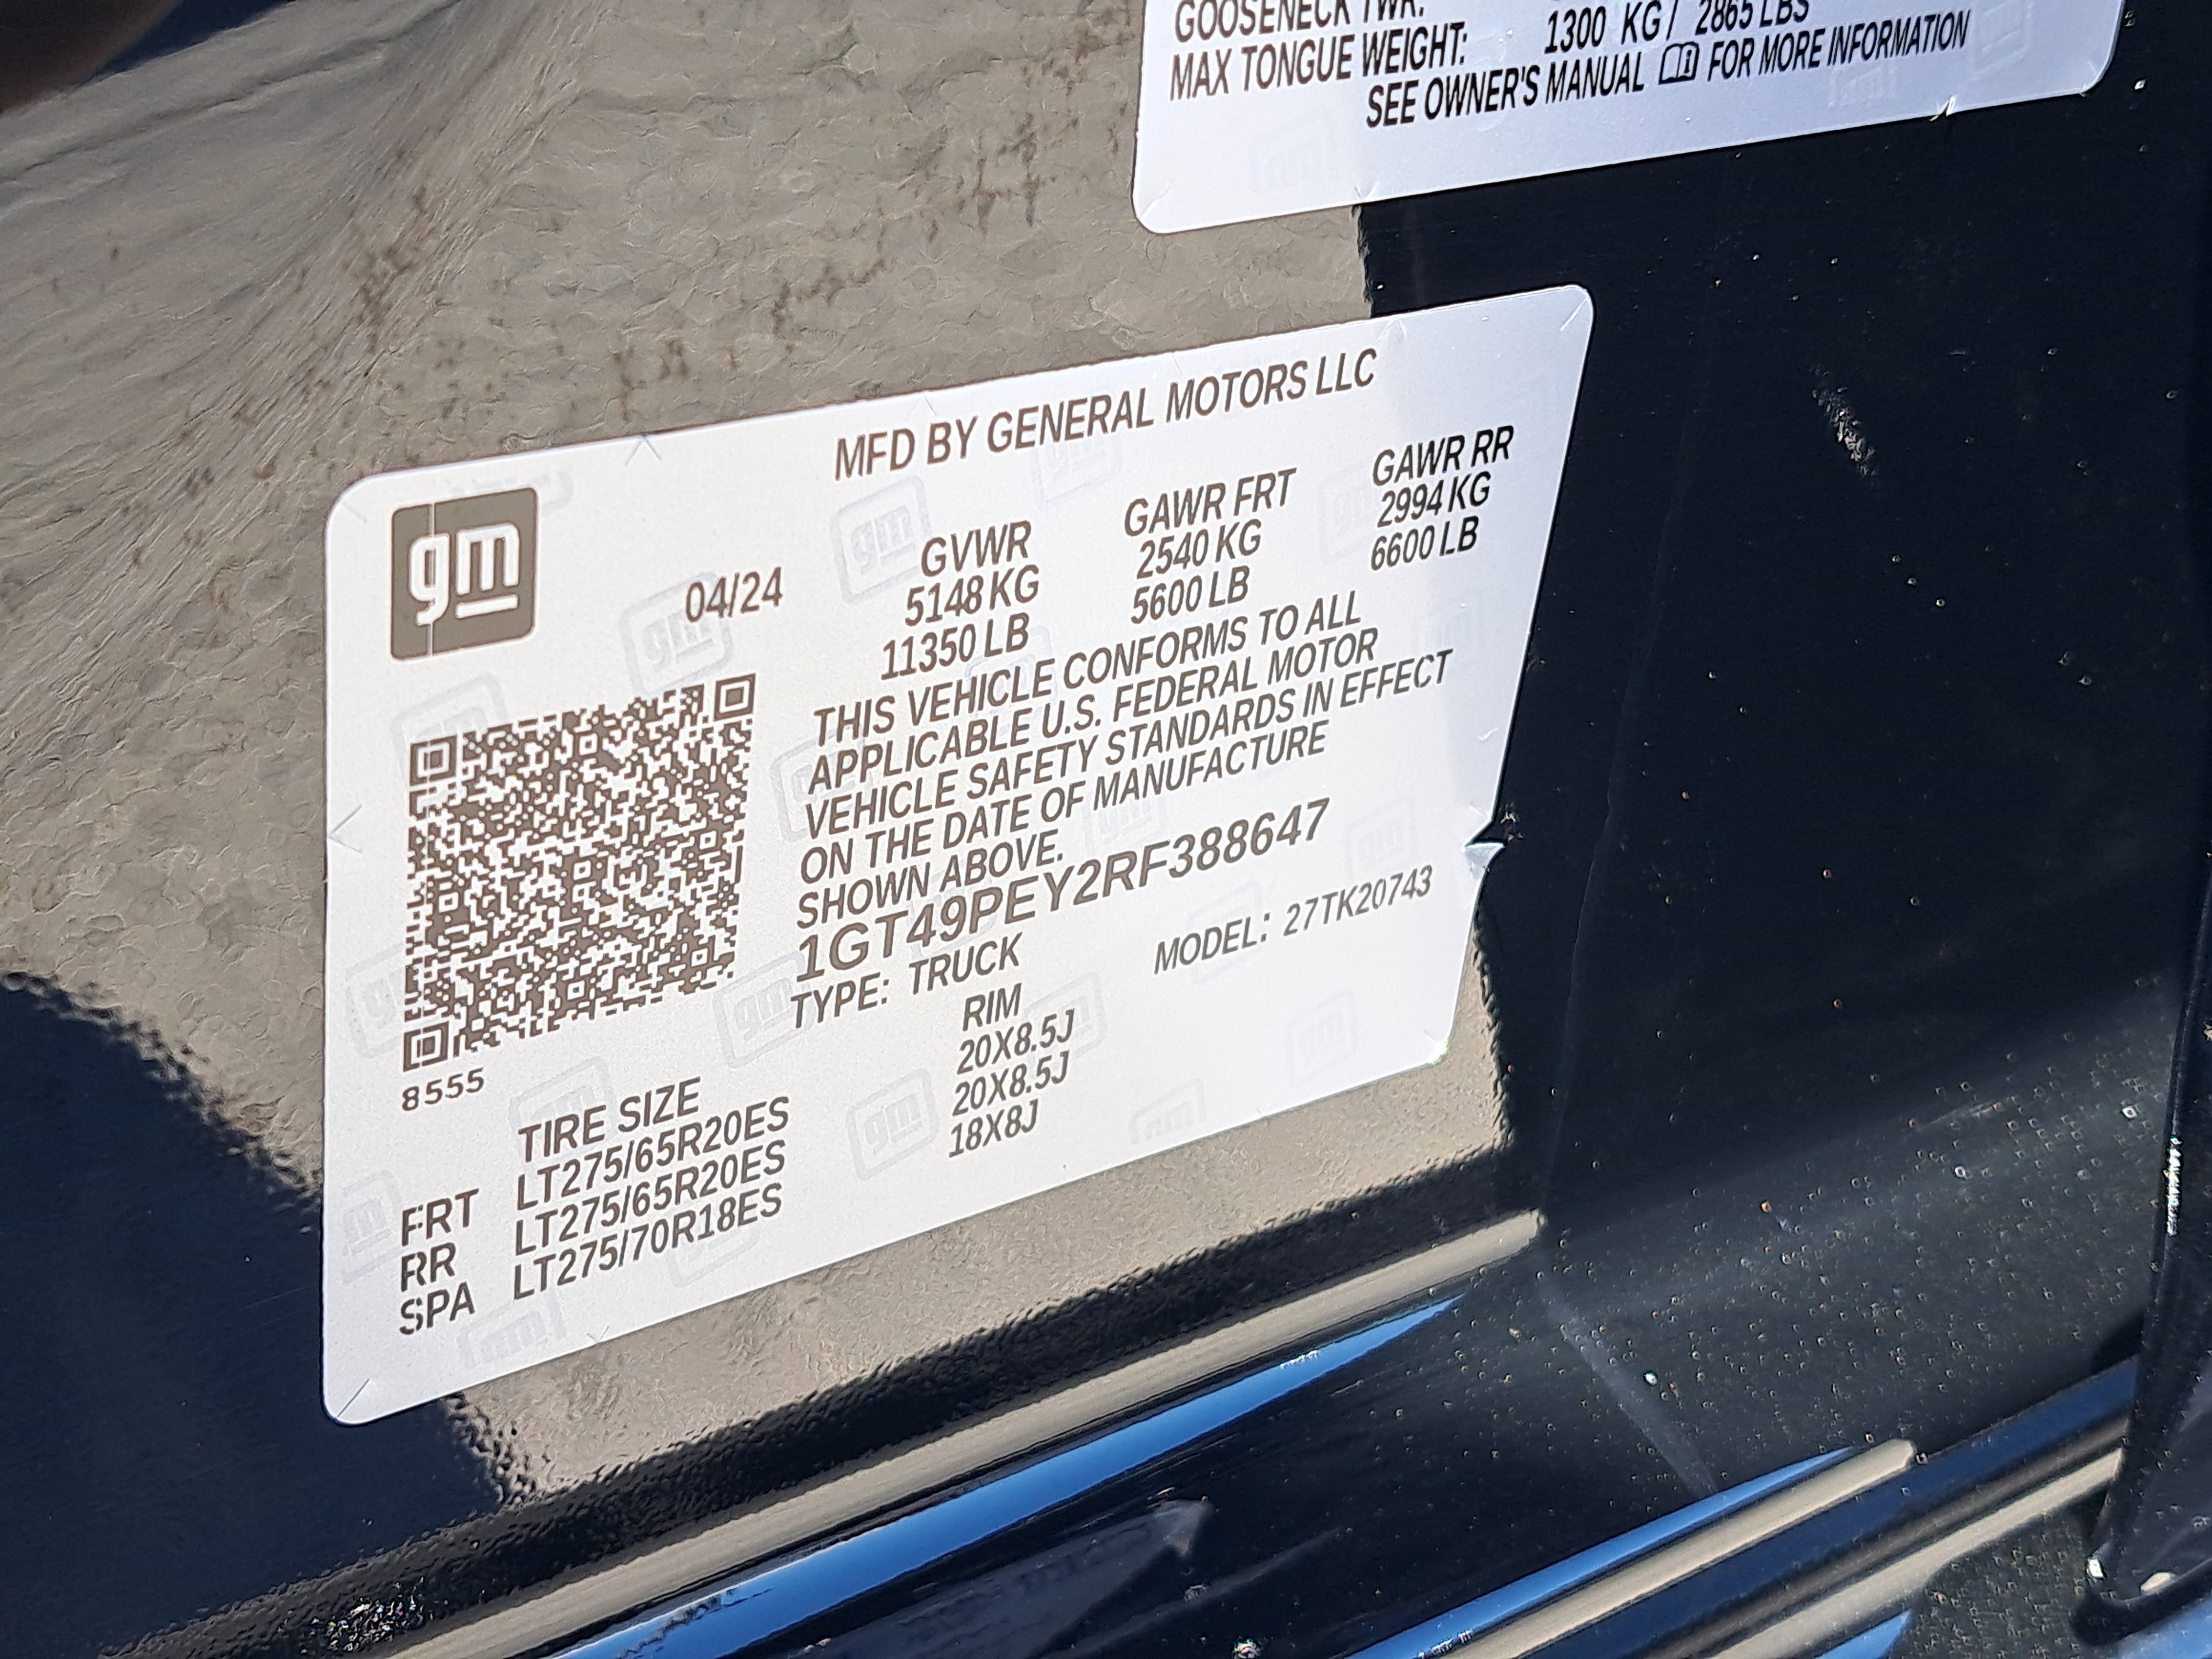 GOOSENECK TWR:
MAX TONGUE WEIGHT: 1300 KG / 2865 LBS
SEE OWNER'S MANUAL FOR MORE INFORMATION
MFD BY GENERAL MOTORS LLC
gm
04/24
GVWR GAWR FRT GAWR RR
5148 KG 2540 KG 2994 KG
11350 LB 5600 LB 6600 LB
THIS VEHICLE CONFORMS TO ALL
APPLICABLE U.S. FEDERAL MOTOR
VEHICLE SAFETY STANDARDS IN EFFECT
ON THE DATE OF MANUFACTURE
SHOWN ABOVE.
1GT49PEY2RF388647
TYPE: TRUCK MODEL: 27TK20743
8555
TIRE SIZE RIM
FRT LT275/65R20ES 20X8.5J
RR LT275/65R20ES 20X8.5J
SPA LT275/70R18ES 18X8J